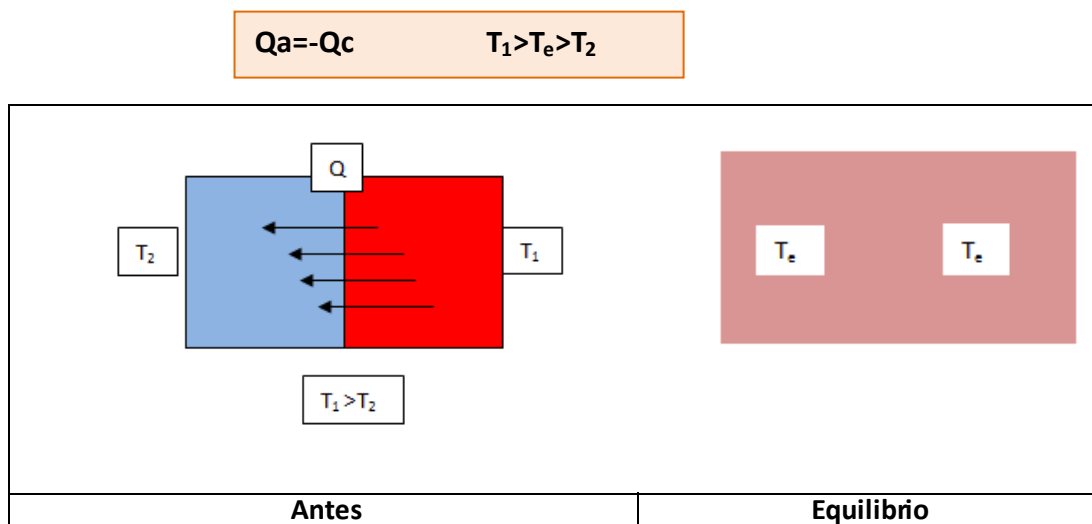 Qa=-Qc T₁>Tₑ>T₂
Q
T₂
T₁
Tₑ Tₑ
T₁>T₂
Antes Equilibrio